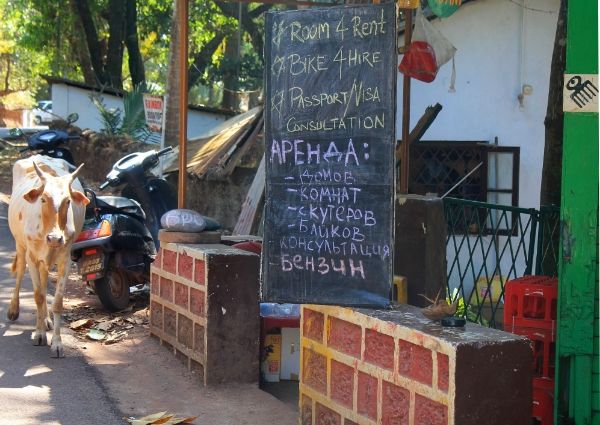 Room 4 Rent
Bike 4 Hire
Passport/Visa
Consultation
АРЕНДА:
- домов
- комнат
- скутеров
- байков
консультация
- Бензин